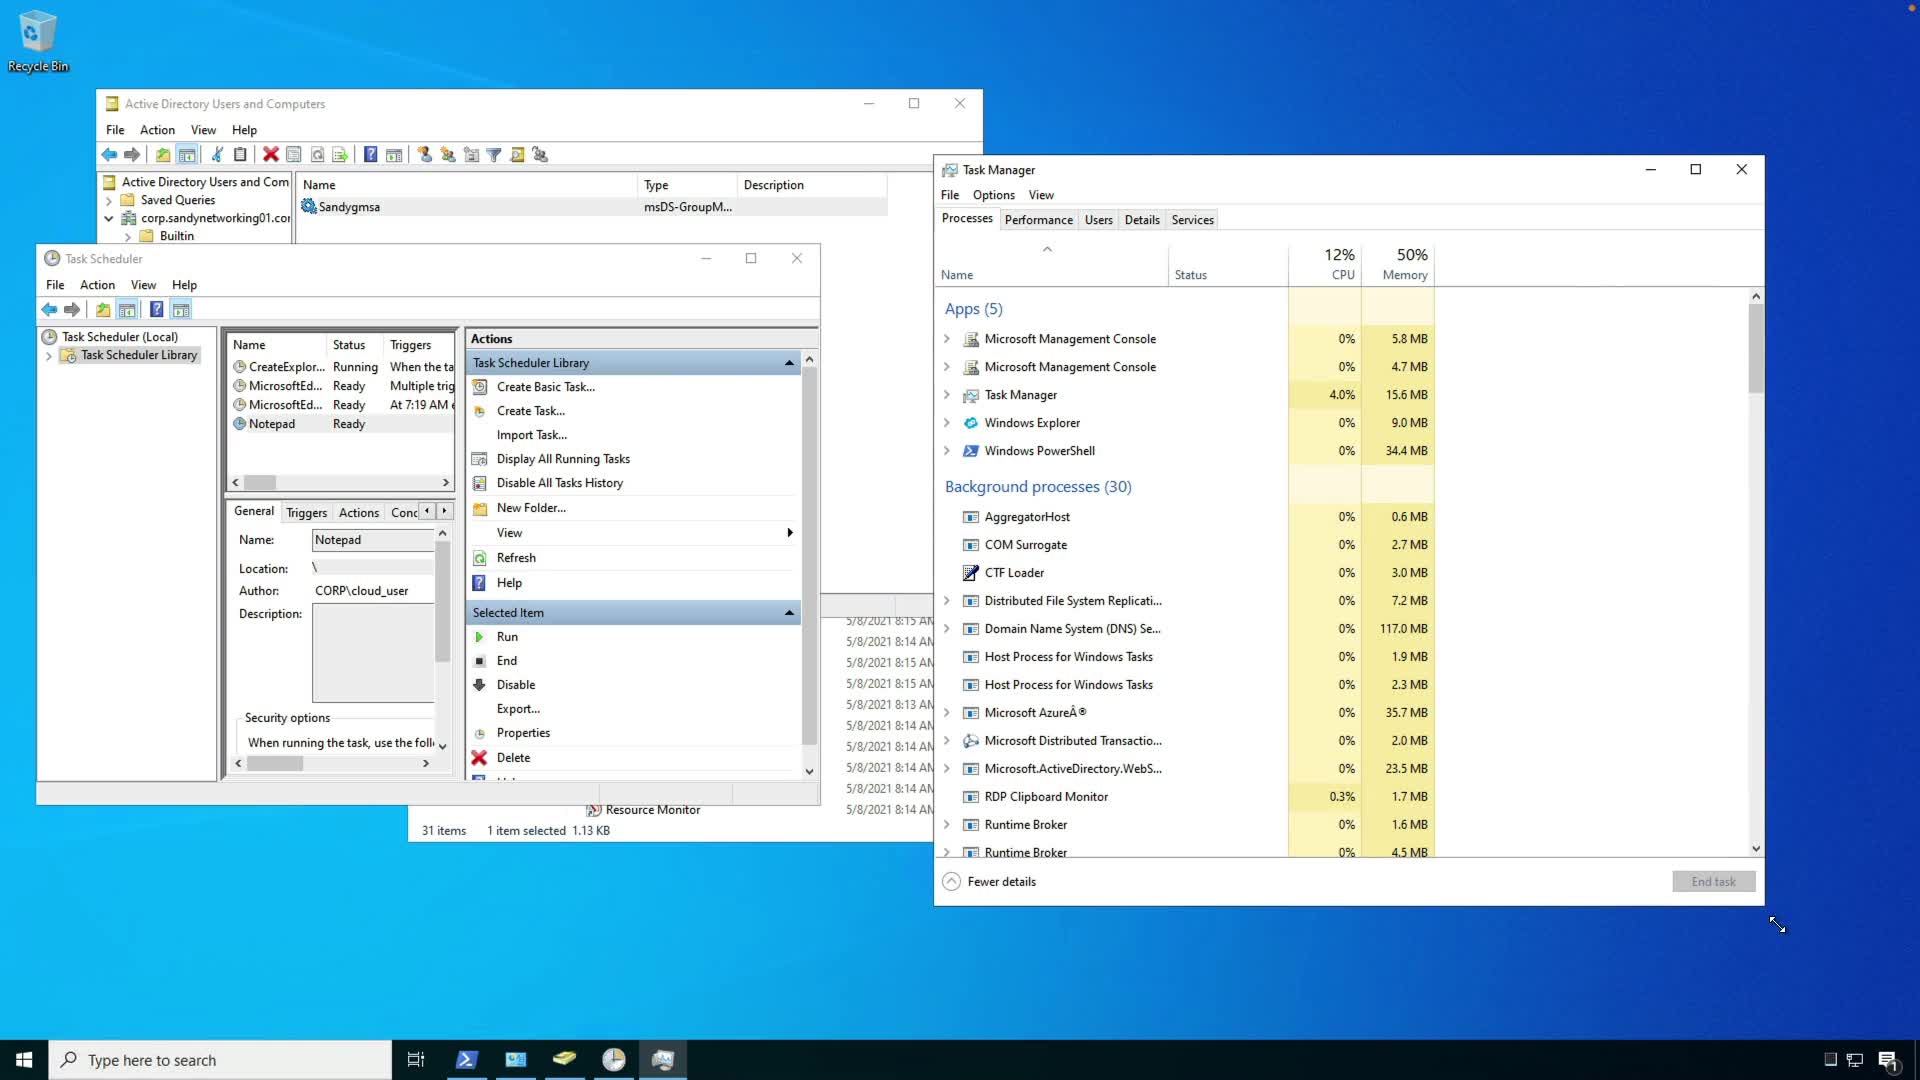 Recycle Bin
Active Directory Users and Computers
File Action View Help
Active Directory Users and Com
Saved Queries
corp.sandynetworking01.cor
Builtin
Name Type Description
Sandygmsa msDS-GroupM...
Task Scheduler
File Action View Help
Task Scheduler (Local)
Task Scheduler Library
Name Status Triggers
CreateExplor... Running When the ta
MicrosoftEd... Ready Multiple trig
MicrosoftEd... Ready At 7:19 AM e
Notepad Ready
General Triggers Actions Conc
Name: Notepad
Location: \
Author: CORP\cloud_user
Description:
Security options
When running the task, use the foll
Actions
Task Scheduler Library
Create Basic Task...
Create Task...
Import Task...
Display All Running Tasks
Disable All Tasks History
New Folder...
View
Refresh
Help
Selected Item
Run
End
Disable
Export...
Properties
Delete
5/8/2021 8:15 AM
5/8/2021 8:14 AM
5/8/2021 8:15 AM
5/8/2021 8:15 AM
5/8/2021 8:13 AM
5/8/2021 8:14 AM
5/8/2021 8:14 AM
5/8/2021 8:14 AM
5/8/2021 8:14 AM
Resource Monitor 5/8/2021 8:14 AM
31 items 1 item selected 1.13 KB
Task Manager
File Options View
Processes Performance Users Details Services
12% 50%
Name Status CPU Memory
Apps (5)
Microsoft Management Console 0% 5.8 MB
Microsoft Management Console 0% 4.7 MB
Task Manager 4.0% 15.6 MB
Windows Explorer 0% 9.0 MB
Windows PowerShell 0% 34.4 MB
Background processes (30)
AggregatorHost 0% 0.6 MB
COM Surrogate 0% 2.7 MB
CTF Loader 0% 3.0 MB
Distributed File System Replicati... 0% 7.2 MB
Domain Name System (DNS) Se... 0% 117.0 MB
Host Process for Windows Tasks 0% 1.9 MB
Host Process for Windows Tasks 0% 2.3 MB
Microsoft AzureÂ® 0% 35.7 MB
Microsoft Distributed Transactio... 0% 2.0 MB
Microsoft.ActiveDirectory.WebS... 0% 23.5 MB
RDP Clipboard Monitor 0.3% 1.7 MB
Runtime Broker 0% 1.6 MB
Runtime Broker 0% 4.5 MB
Fewer details End task
Type here to search
1